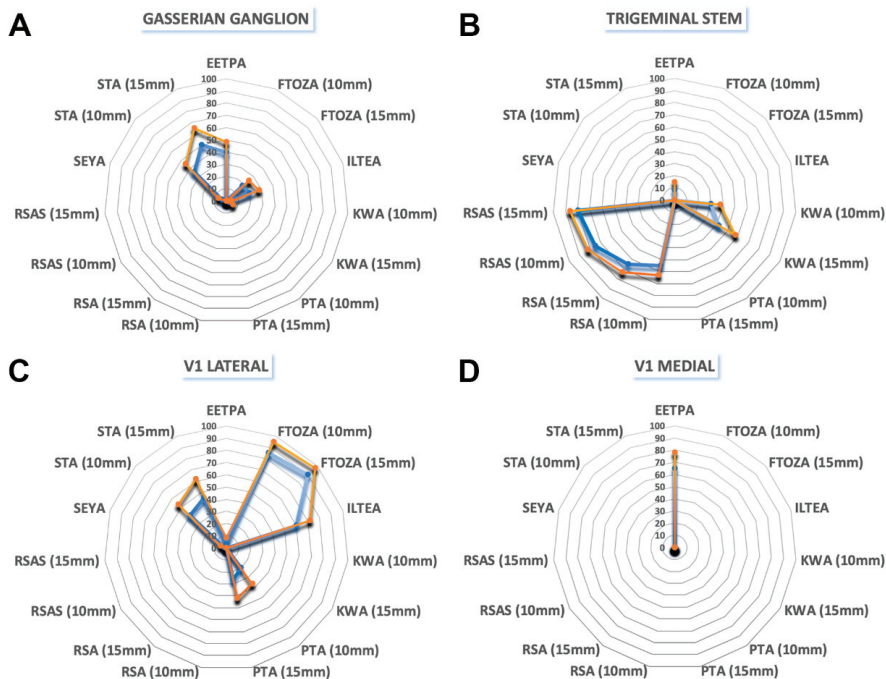 A
GASSERIAN GANGLION
EETPA
FTOZA (10mm)
FTOZA (15mm)
ILTEA
KWA (10mm)
KWA (15mm)
PTA (10mm)
PTA (15mm)
RSA (10mm)
RSA (15mm)
RSAS (10mm)
RSAS (15mm)
SEYA
STA (10mm)
STA (15mm)
100
90
80
70
60
50
40
30
20
10
0
B
TRIGEMINAL STEM
EETPA
FTOZA (10mm)
FTOZA (15mm)
ILTEA
KWA (10mm)
KWA (15mm)
PTA (10mm)
PTA (15mm)
RSA (10mm)
RSA (15mm)
RSAS (10mm)
RSAS (15mm)
SEYA
STA (10mm)
STA (15mm)
100
90
80
70
60
50
40
30
20
10
0
C
V1 LATERAL
EETPA
FTOZA (10mm)
FTOZA (15mm)
ILTEA
KWA (10mm)
KWA (15mm)
PTA (10mm)
PTA (15mm)
RSA (10mm)
RSA (15mm)
RSAS (10mm)
RSAS (15mm)
SEYA
STA (10mm)
STA (15mm)
100
90
80
70
60
50
40
30
20
10
0
D
V1 MEDIAL
EETPA
FTOZA (10mm)
FTOZA (15mm)
ILTEA
KWA (10mm)
KWA (15mm)
PTA (10mm)
PTA (15mm)
RSA (10mm)
RSA (15mm)
RSAS (10mm)
RSAS (15mm)
SEYA
STA (10mm)
STA (15mm)
100
90
80
70
60
50
40
30
20
10
0